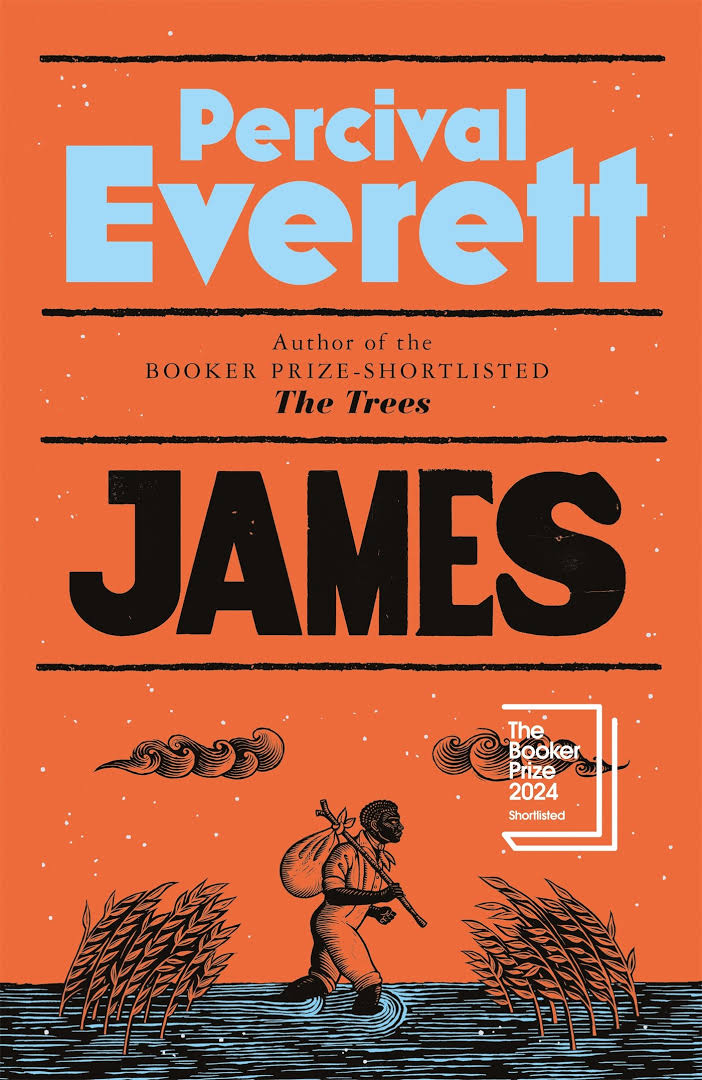 Percival
Everett
Author of the
BOOKER PRIZE-SHORTLISTED
The Trees
JAMES
The
Booker
Prize
2024
Shortlisted